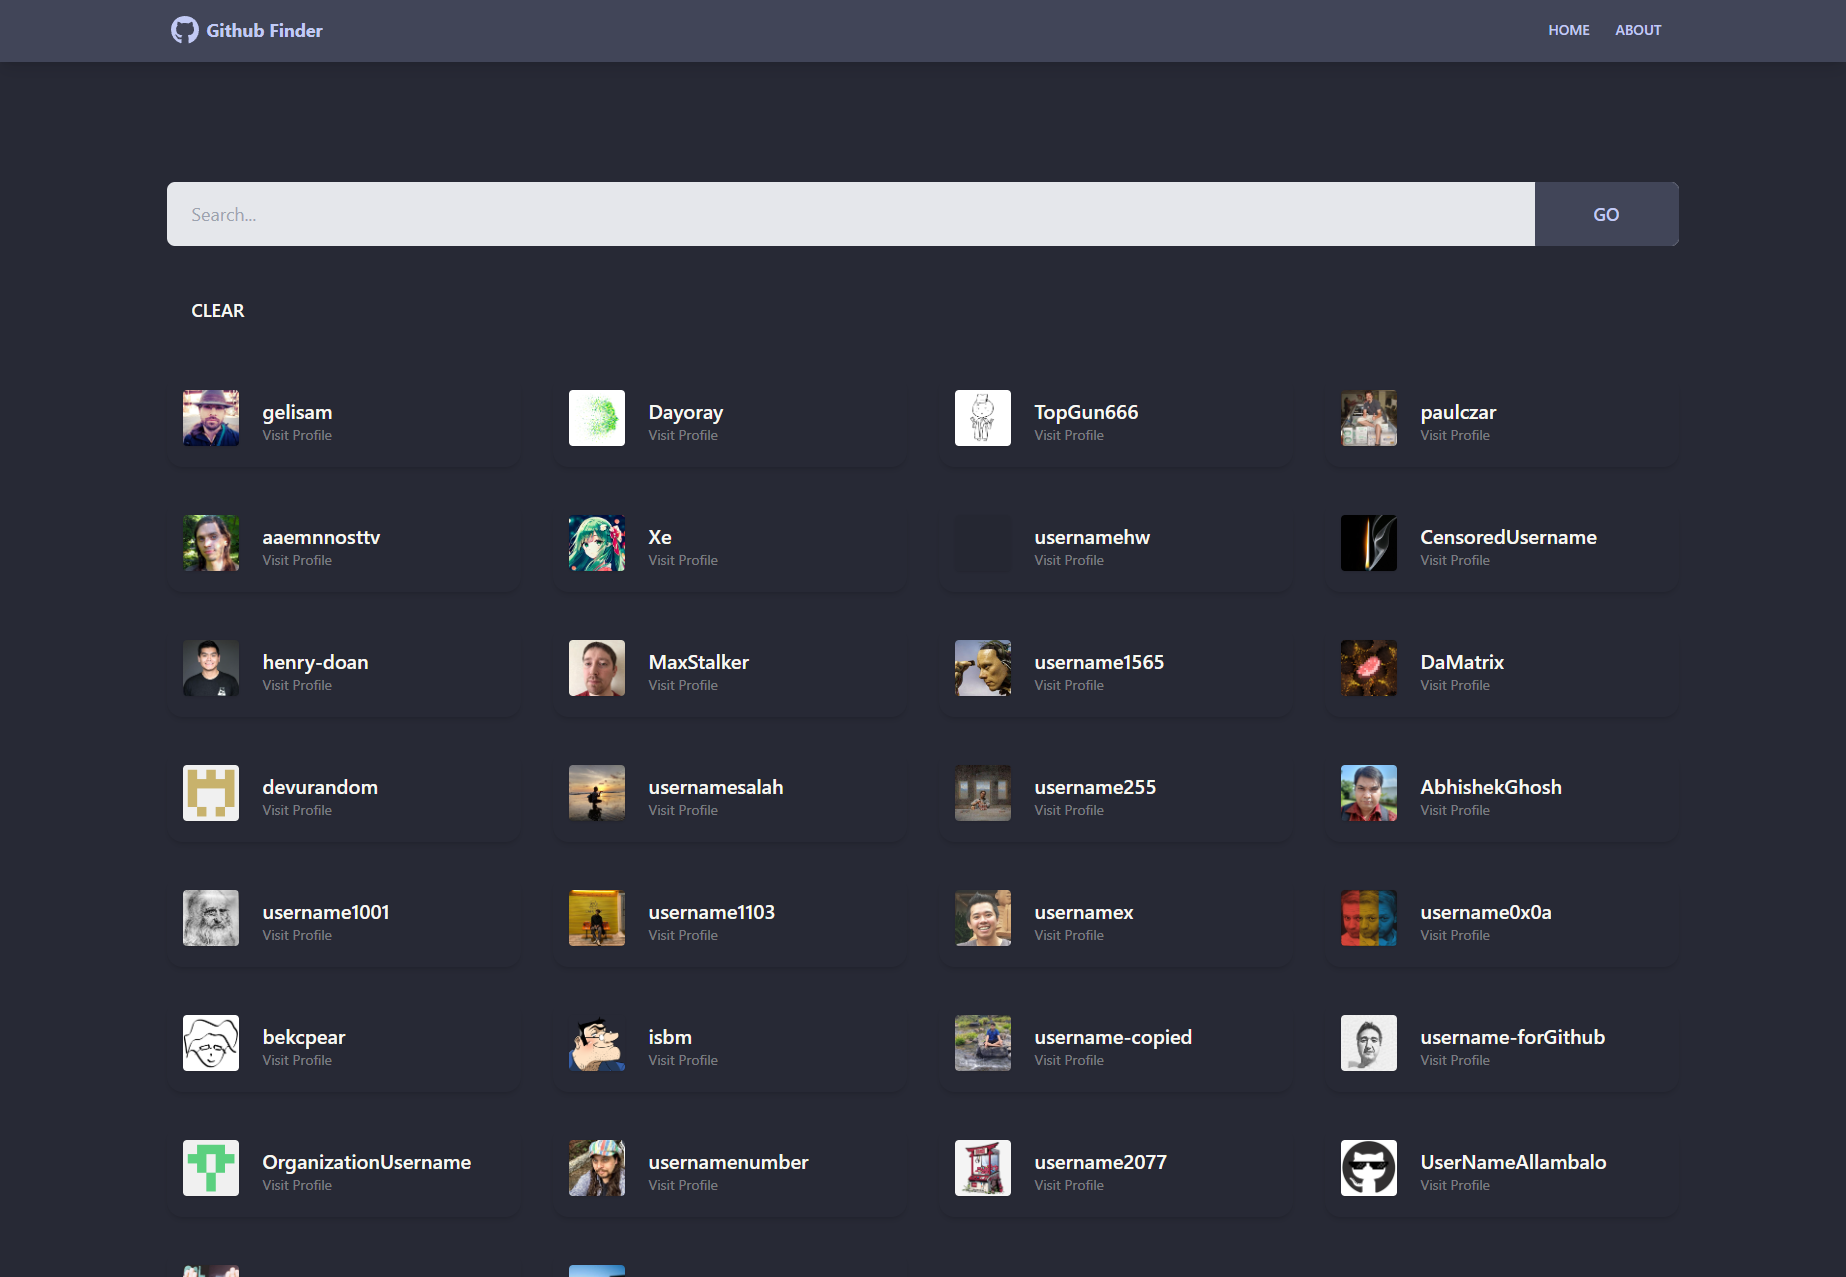 Github Finder
HOME ABOUT
Search...
GO
CLEAR
gelisam
Visit Profile
Dayoray
Visit Profile
TopGun666
Visit Profile
paulczar
Visit Profile
aaemnnosttv
Visit Profile
Xe
Visit Profile
usernamehw
Visit Profile
CensoredUsername
Visit Profile
henry-doan
Visit Profile
MaxStalker
Visit Profile
username1565
Visit Profile
DaMatrix
Visit Profile
devurandom
Visit Profile
usernamesalah
Visit Profile
username255
Visit Profile
AbhishekGhosh
Visit Profile
username1001
Visit Profile
username1103
Visit Profile
usernamex
Visit Profile
username0x0a
Visit Profile
bekcpear
Visit Profile
isbm
Visit Profile
username-copied
Visit Profile
username-forGithub
Visit Profile
OrganizationUsername
Visit Profile
usernamenumber
Visit Profile
username2077
Visit Profile
UserNameAllambalo
Visit Profile